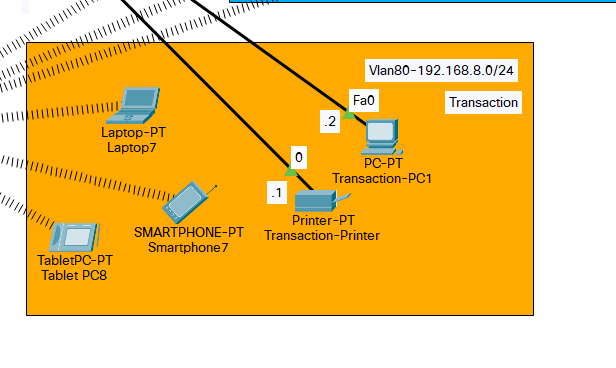 Vlan80-192.168.8.0/24
Transaction
Fa0
.2
Laptop-PT
Laptop7
PC-PT
Transaction-PC1
0
.1
SMARTPHONE-PT
Smartphone7
Printer-PT
Transaction-Printer
TabletPC-PT
Tablet PC8